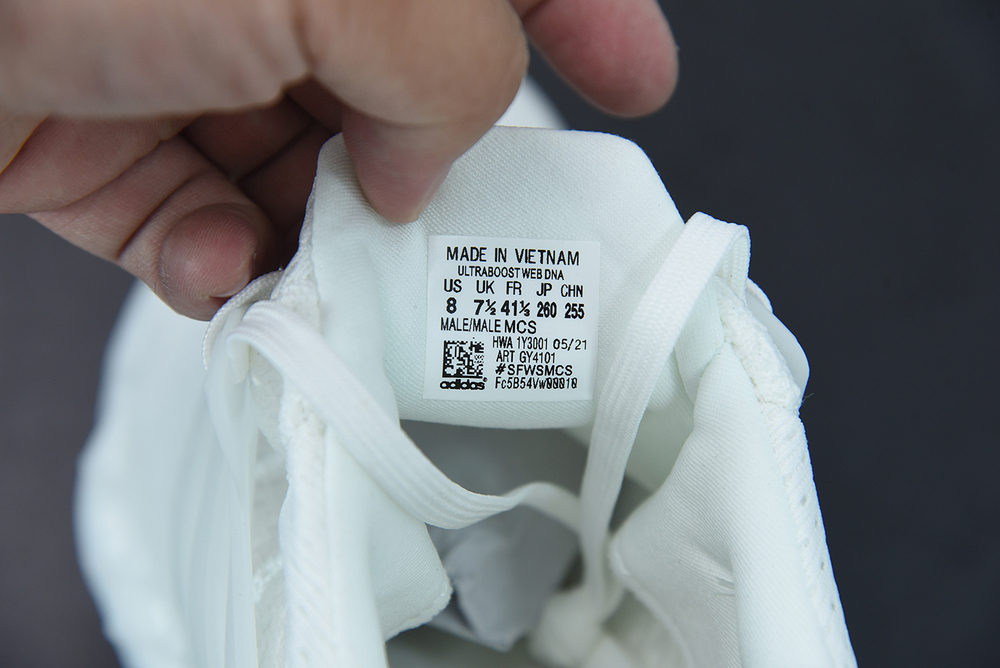 MADE IN VIETNAM
ULTRABOOST WEB DNA
US UK FR JP CHN
8 7½ 41⅓ 260 255
MALE/MALE MCS
HWA 1Y3001 05/21
ART GY4101
#SFWSMCS
adidas